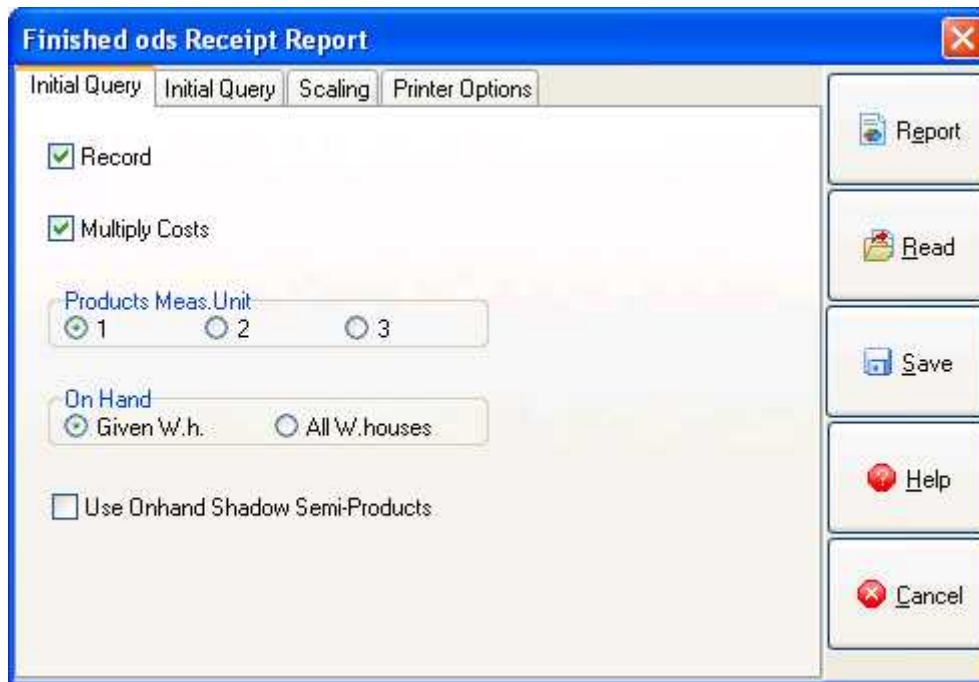 Finished ods Receipt Report
Initial Query Initial Query Scaling Printer Options
Record
Multiply Costs
Products Meas.Unit
1 2 3
On Hand
Given W.h. All W.houses
Use Onhand Shadow Semi-Products
Report
Read
Save
Help
Cancel